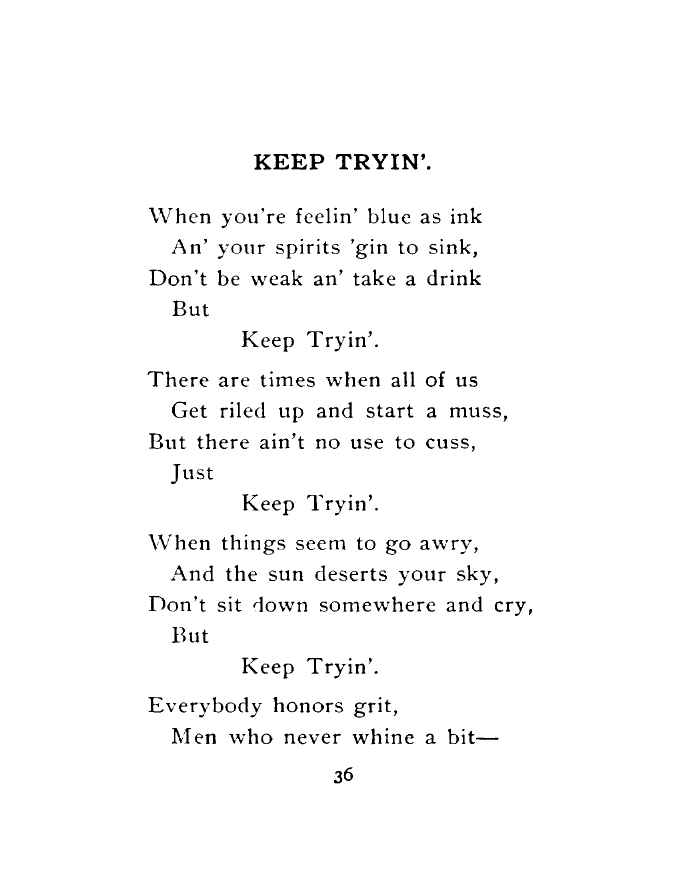 KEEP TRYIN'.
When you're feelin' blue as ink
An' your spirits 'gin to sink,
Don't be weak an' take a drink
But
Keep Tryin'.
There are times when all of us
Get riled up and start a muss,
But there ain't no use to cuss,
Just
Keep Tryin'.
When things seem to go awry,
And the sun deserts your sky,
Don't sit down somewhere and cry,
But
Keep Tryin'.
Everybody honors grit,
Men who never whine a bit—
36